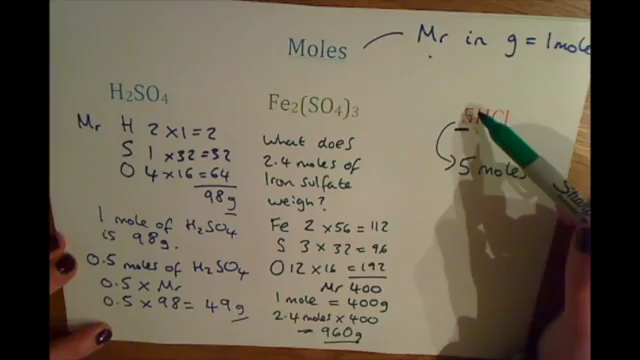 Moles
Mr in g = 1 mole
H2SO4
Mr H 2 x 1 = 2
S 1 x 32 = 32
O 4 x 16 = 64
98g
1 mole of H2SO4
is 98g.
0.5 moles of H2SO4
0.5 x Mr
0.5 x 98 = 49g
Fe2(SO4)3
What does
2.4 moles of
Iron sulfate
weigh?
Fe 2 x 56 = 112
S 3 x 32 = 96
O 12 x 16 = 192
Mr 400
1 mole = 400g
2.4 moles x 400
= 960g
5HCl
5 moles